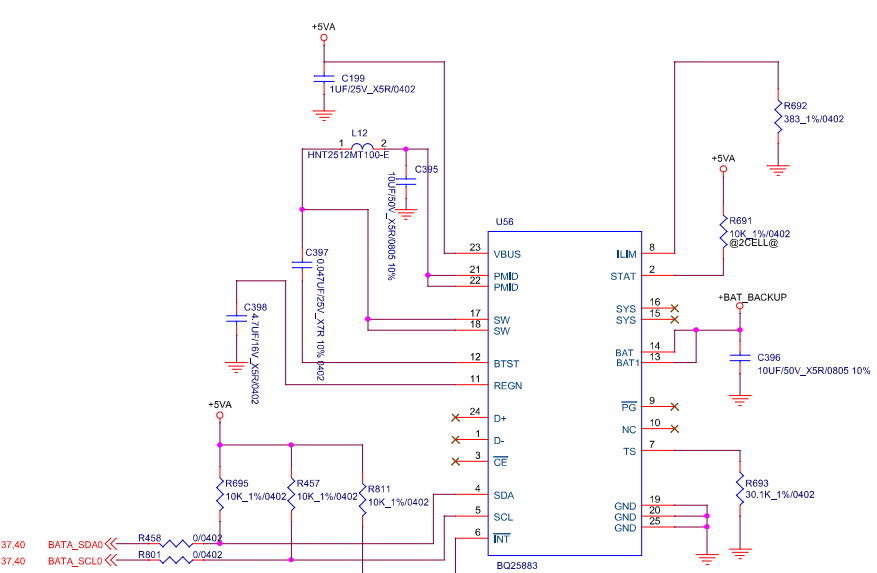 +5VA
C199
1UF/25V_X5R/0402
L12
1
2
HNT2512MT100-E
C395
10UF/50V_X5R/0805 10%
R692
383_1%/0402
+5VA
R691
10K_1%/0402
@2CELL@
U56
23
VBUS
ILIM
8
21
PMID
STAT
2
22
PMID
C397
0.047UF/25V_X7R 10% 0402
C398
4.7UF/16V_X5R/0402
+BAT_BACKUP
SYS
16
SYS
15
17
SW
18
SW
BAT
14
BAT1
13
C396
10UF/50V_X5R/0805 10%
12
BTST
11
REGN
+5VA
PG
9
24
D+
NC
10
1
D-
TS
7
3
CE
R695
10K_1%/0402
R457
10K_1%/0402
R811
10K_1%/0402
R693
30.1K_1%/0402
4
SDA
GND
19
5
SCL
GND
20
GND
25
6
INT
37,40
BATA_SDA0
R458
0/0402
37,40
BATA_SCL0
R801
0/0402
BQ25883